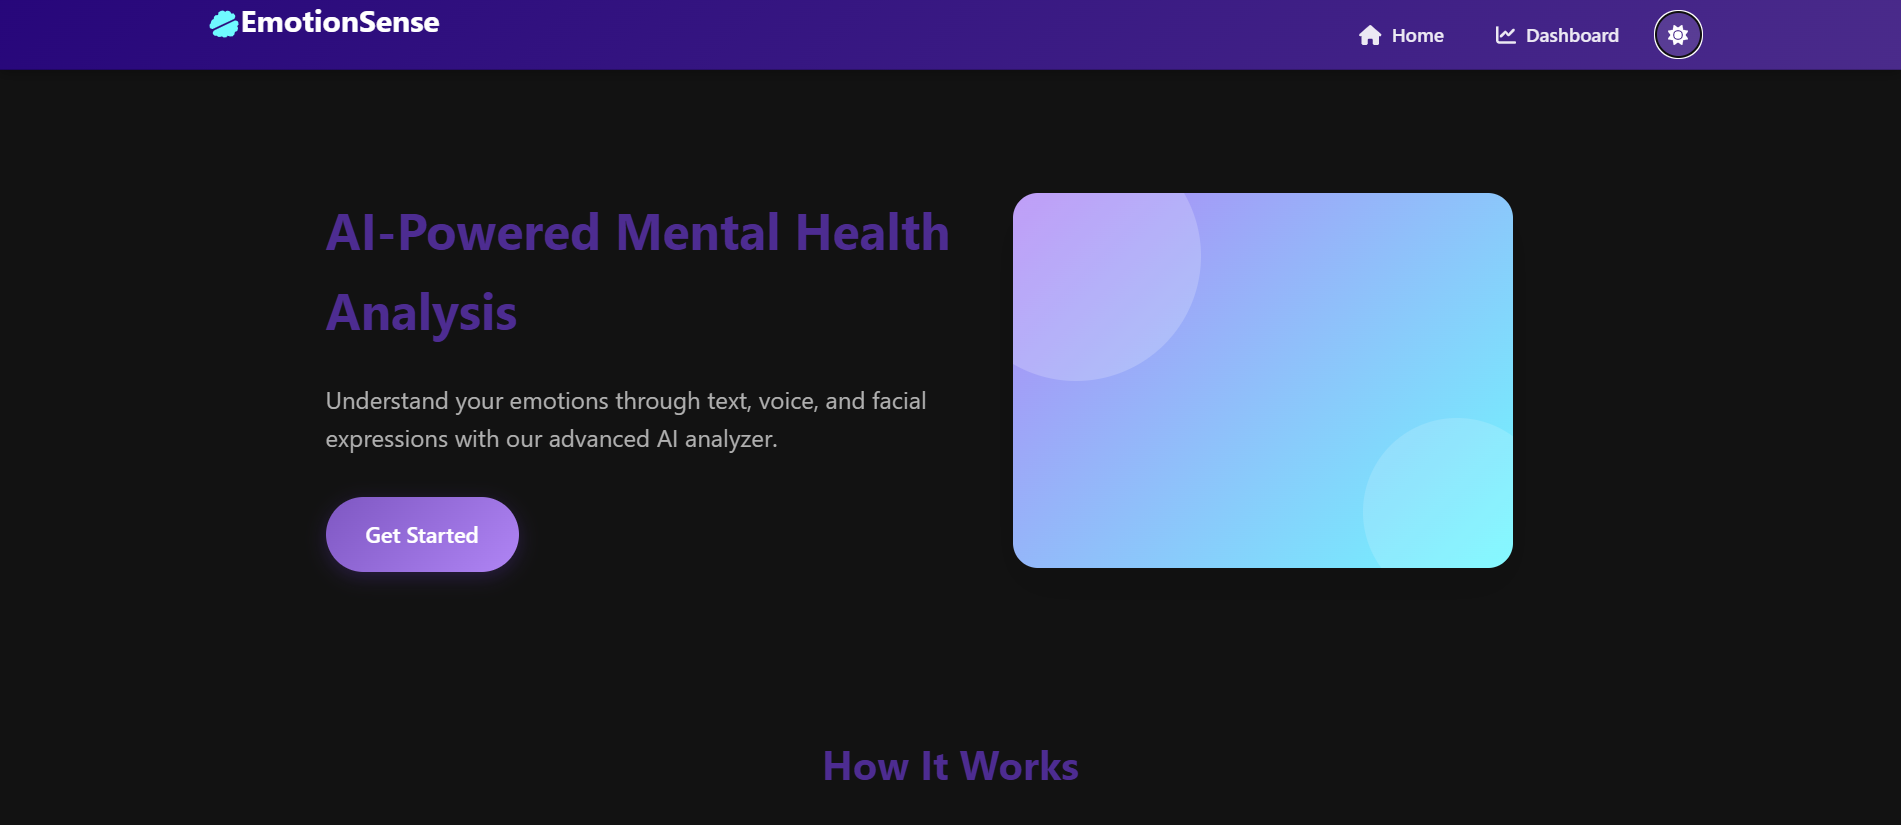 EmotionSense
Home
Dashboard
AI-Powered Mental Health
Analysis
Understand your emotions through text, voice, and facial
expressions with our advanced AI analyzer.
Get Started
How It Works